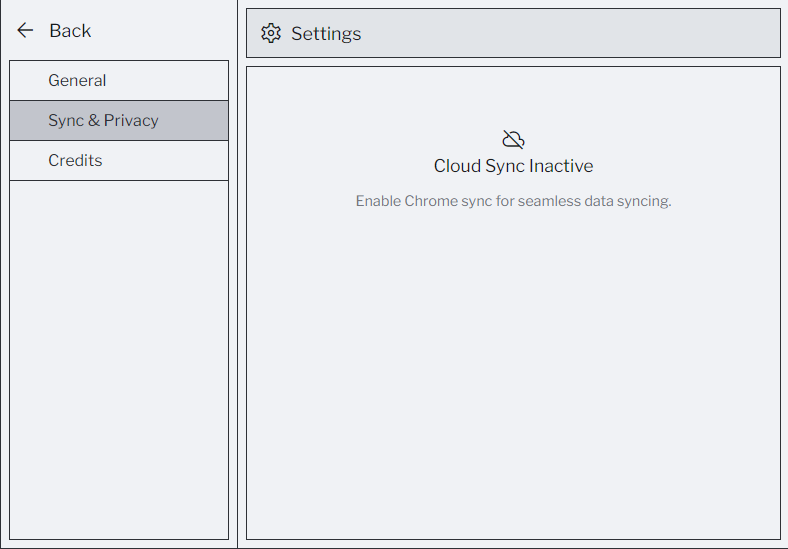 Back
General
Sync & Privacy
Credits
Settings
Cloud Sync Inactive
Enable Chrome sync for seamless data syncing.